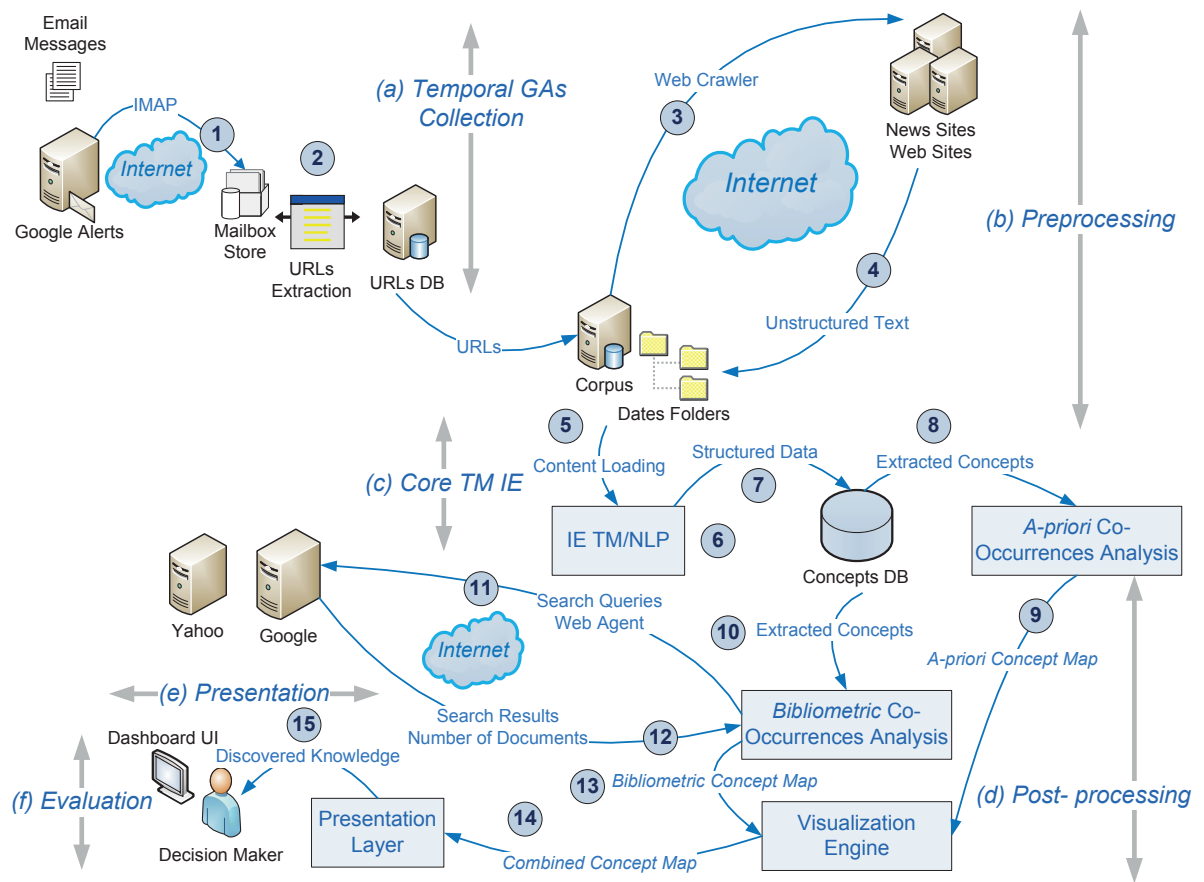 Email
Messages
IMAP
1
Internet
Google Alerts
Mailbox
Store
2
URLs
Extraction
URLs DB
(a) Temporal GAs
Collection
URLs
Web Crawler
3
News Sites
Web Sites
Internet
(b) Preprocessing
4
Unstructured Text
Corpus
Dates Folders
5
Content Loading
(c) Core TM IE
IE TM/NLP
6
Structured Data
7
Concepts DB
8
Extracted Concepts
A-priori Co-
Occurrences Analysis
9
A-priori Concept Map
10
Extracted Concepts
Bibliometric Co-
Occurrences Analysis
11
Search Queries
Web Agent
Yahoo
Google
Internet
Search Results
Number of Documents
12
13
Bibliometric Concept Map
(d) Post- processing
Visualization
Engine
14
Combined Concept Map
Presentation
Layer
(e) Presentation
15
Discovered Knowledge
Dashboard UI
Decision Maker
(f) Evaluation